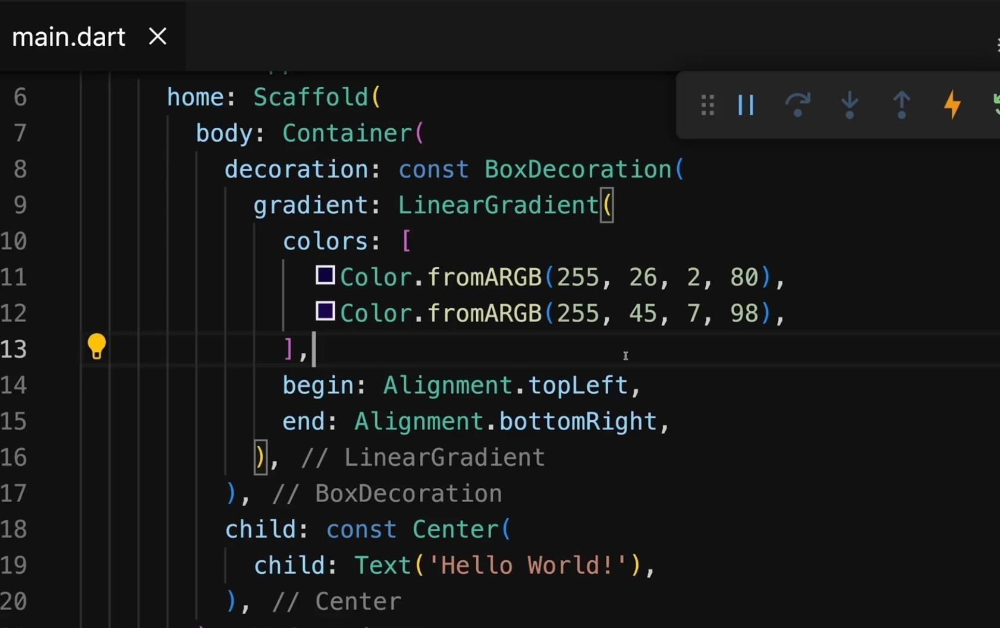 main.dart
6 home: Scaffold(
7 body: Container(
8 decoration: const BoxDecoration(
9 gradient: LinearGradient(
10 colors: [
11 Color.fromARGB(255, 26, 2, 80),
12 Color.fromARGB(255, 45, 7, 98),
13 ],
14 begin: Alignment.topLeft,
15 end: Alignment.bottomRight,
16 ), // LinearGradient
17 ), // BoxDecoration
18 child: const Center(
19 child: Text('Hello World!'),
20 ), // Center